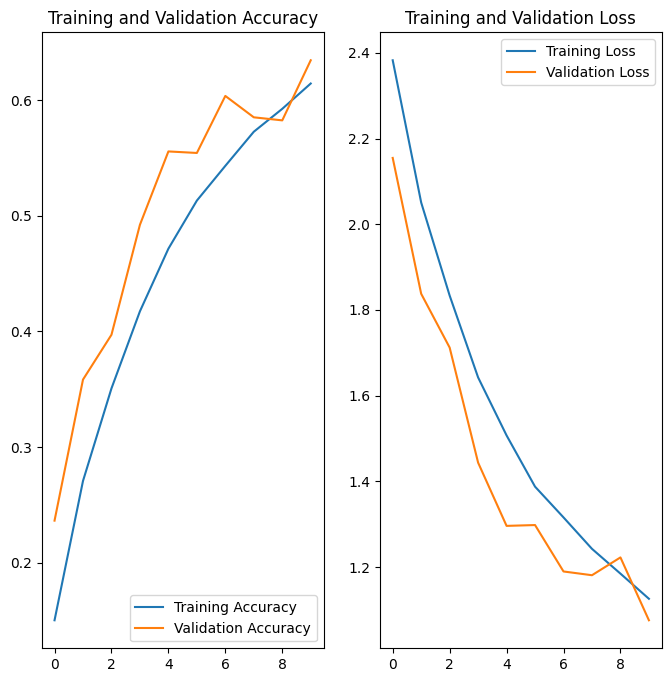 Training and Validation Accuracy
0.6
0.5
0.4
0.3
0.2
Training Accuracy
Validation Accuracy
0 2 4 6 8
Training and Validation Loss
Training Loss
Validation Loss
2.4
2.2
2.0
1.8
1.6
1.4
1.2
0 2 4 6 8